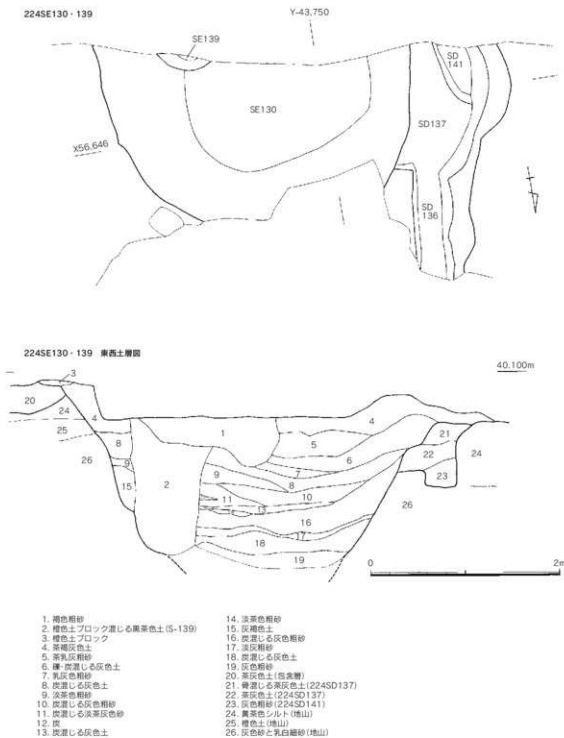 224SE130・139
Y-43,750
SE139
SD
141
SE130
SD137
X56,646
SD
136
224SE130・139 東西土層図
40.100m
3
20
24
4
4
1
5
21
25
8
6
22
24
26
9
7
23
2
9
8
15
10
11
26
13
16
17
18
19
0
2m
1. 褐色粗砂
2. 橙色土ブロック混じる黒茶色土(S-139)
3. 橙色土ブロック
4. 茶褐灰色土
5. 茶乳灰粗砂
6. 礫・炭混じる灰色土
7. 乳灰色粗砂
8. 炭混じる灰色土
9. 淡茶色粗砂
10. 炭混じる灰色粗砂
11. 炭混じる淡茶灰色砂
12. 炭
13. 炭混じる灰色土
14. 淡茶色粗砂
15. 灰褐色土
16. 炭混じる灰色粗砂
17. 淡灰粗砂
18. 炭混じる灰色土
19. 灰色粗砂
20. 茶灰色土(包含層)
21. 骨混じる茶灰色土(224SD137)
22. 茶灰色土(224SD137)
23. 灰色粗砂(224SD141)
24. 黄茶色シルト(地山)
25. 橙色土(地山)
26. 灰色砂と乳白細砂(地山)